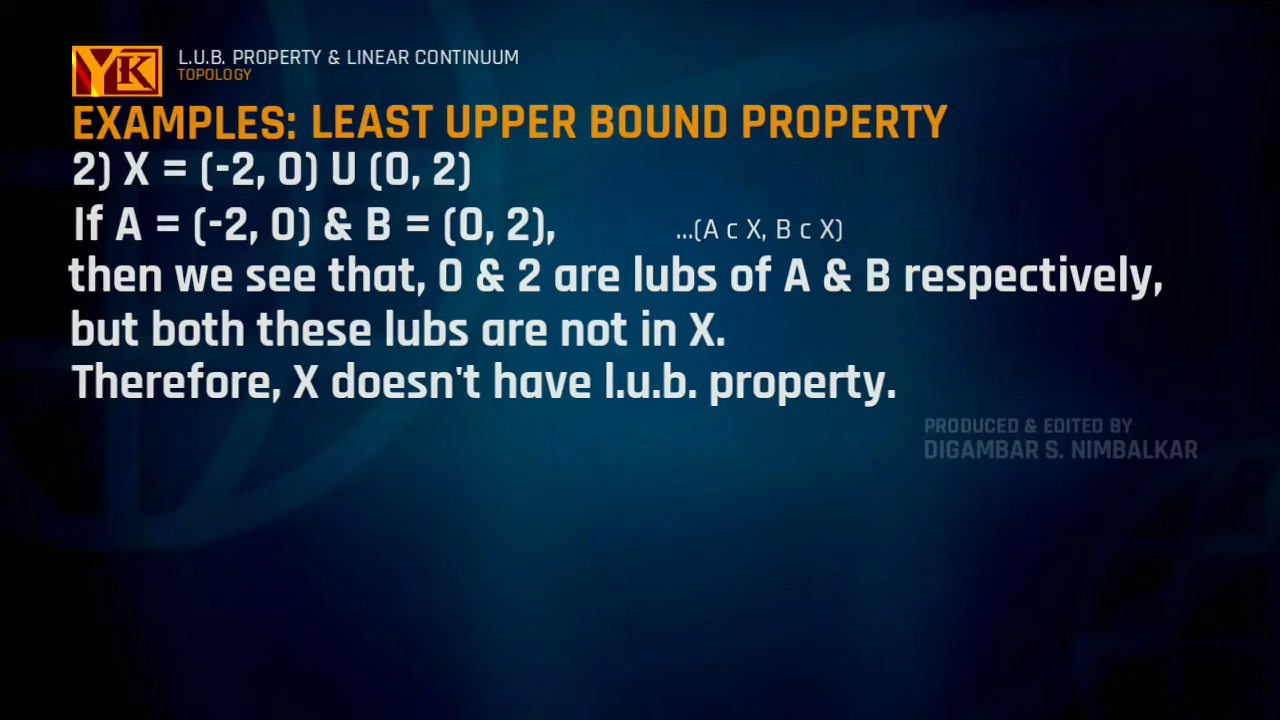 YK
L.U.B. PROPERTY & LINEAR CONTINUUM
TOPOLOGY
EXAMPLES: LEAST UPPER BOUND PROPERTY
2) X = (-2, 0) U (0, 2)
If A = (-2, 0) & B = (0, 2), ...(A c X, B c X)
then we see that, 0 & 2 are lubs of A & B respectively,
but both these lubs are not in X.
Therefore, X doesn't have l.u.b. property.
PRODUCED & EDITED BY
DIGAMBAR S. NIMBALKAR